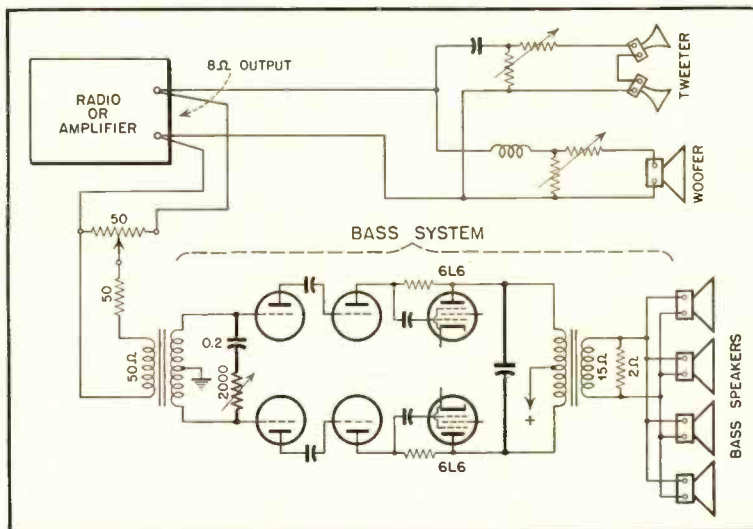 8Ω OUTPUT
RADIO
OR
AMPLIFIER
TWEETER
WOOFER
50
BASS SYSTEM
50
6L6
50Ω
0.2
2000
15Ω
2Ω
+
BASS SPEAKERS
6L6